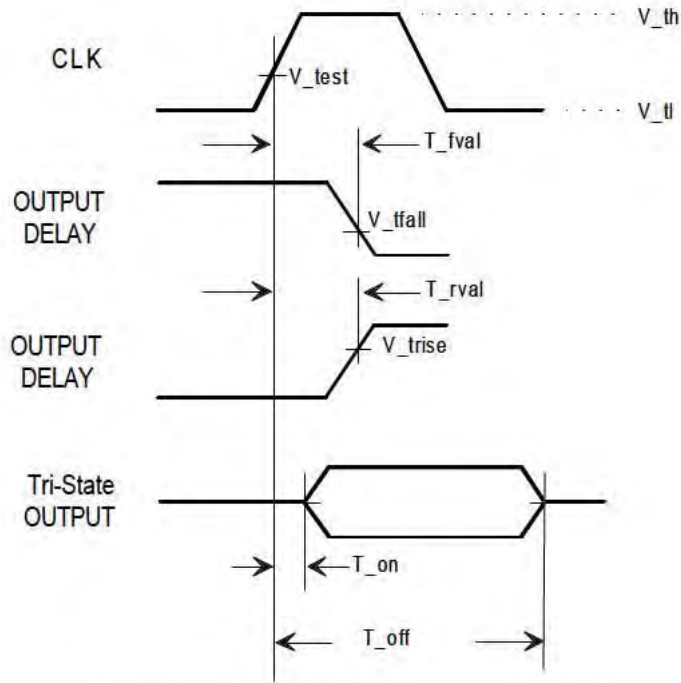 V_th
CLK
V_test
V_tl
T_fval
OUTPUT
DELAY
V_tfall
T_rval
OUTPUT
DELAY
V_trise
Tri-State
OUTPUT
T_on
T_off